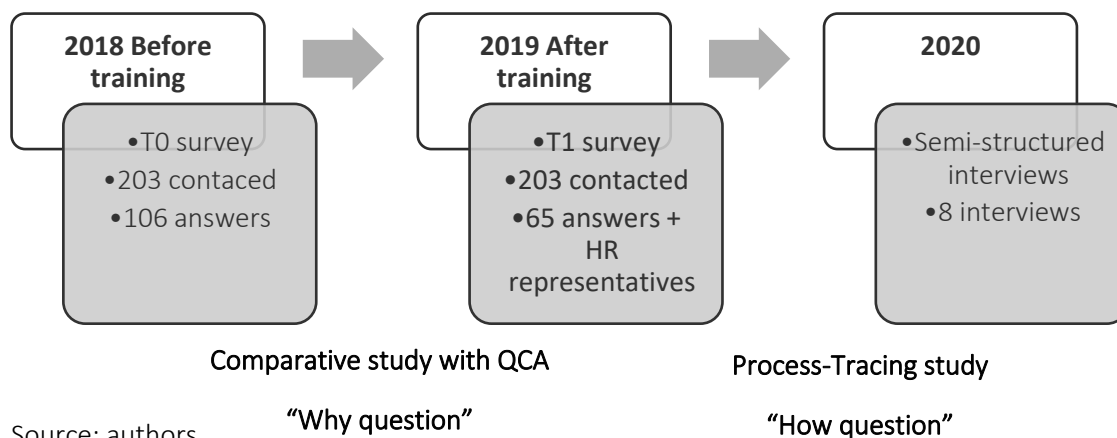 2018 Before
training
•T0 survey
•203 contaced
•106 answers
2019 After
training
•T1 survey
•203 contacted
•65 answers +
HR
representatives
2020
•Semi-structured
interviews
•8 interviews
Comparative study with QCA
"Why question"
Process-Tracing study
"How question"
Source: authors